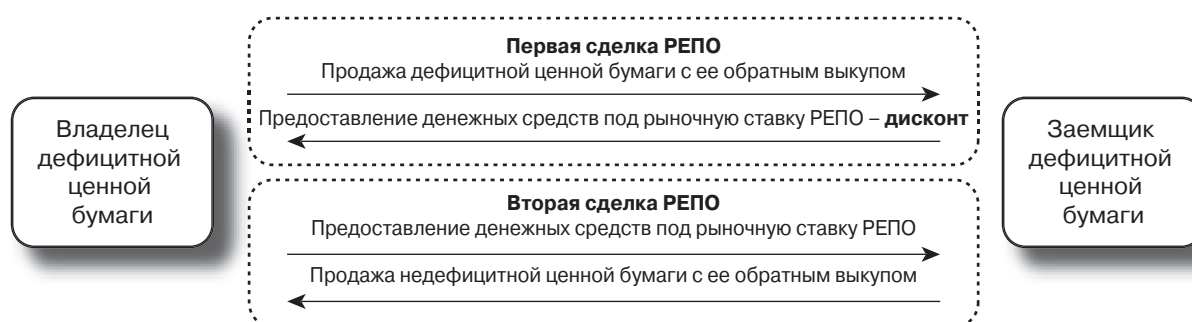 Владелец
дефицитной
ценной
бумаги
Первая сделка РЕПО
Продажа дефицитной ценной бумаги с ее обратным выкупом
Предоставление денежных средств под рыночную ставку РЕПО – дисконт
Вторая сделка РЕПО
Предоставление денежных средств под рыночную ставку РЕПО
Продажа недефицитной ценной бумаги с ее обратным выкупом
Заемщик
дефицитной
ценной
бумаги